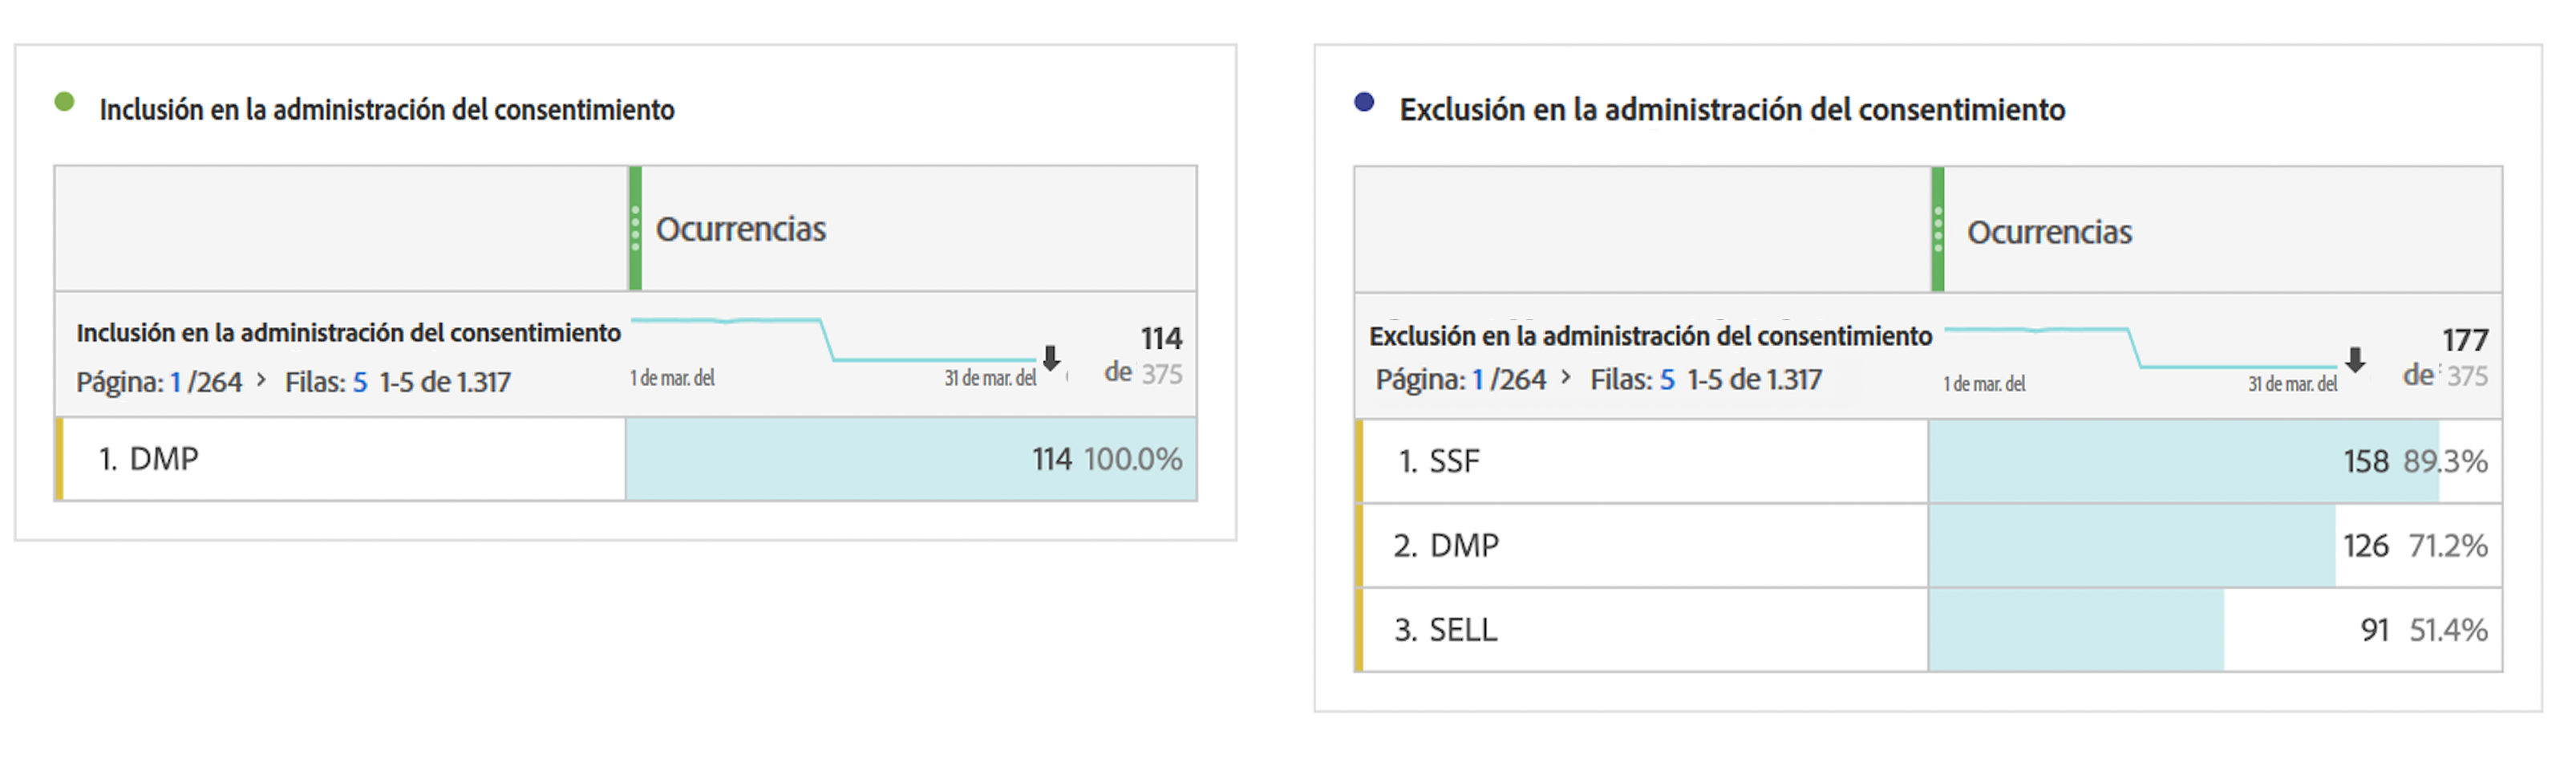 Inclusión en la administración del consentimiento
Ocurrencias
Inclusión en la administración del consentimiento
Página: 1 /264 > Filas: 5 1-5 de 1.317
1 de mar. del
31 de mar. del
114
de 375
1. DMP
114 100.0%
Exclusión en la administración del consentimiento
Ocurrencias
Exclusión en la administración del consentimiento
Página: 1 /264 > Filas: 5 1-5 de 1.317
1 de mar. del
31 de mar. del
177
de 375
1. SSF
158 89.3%
2. DMP
126 71.2%
3. SELL
91 51.4%